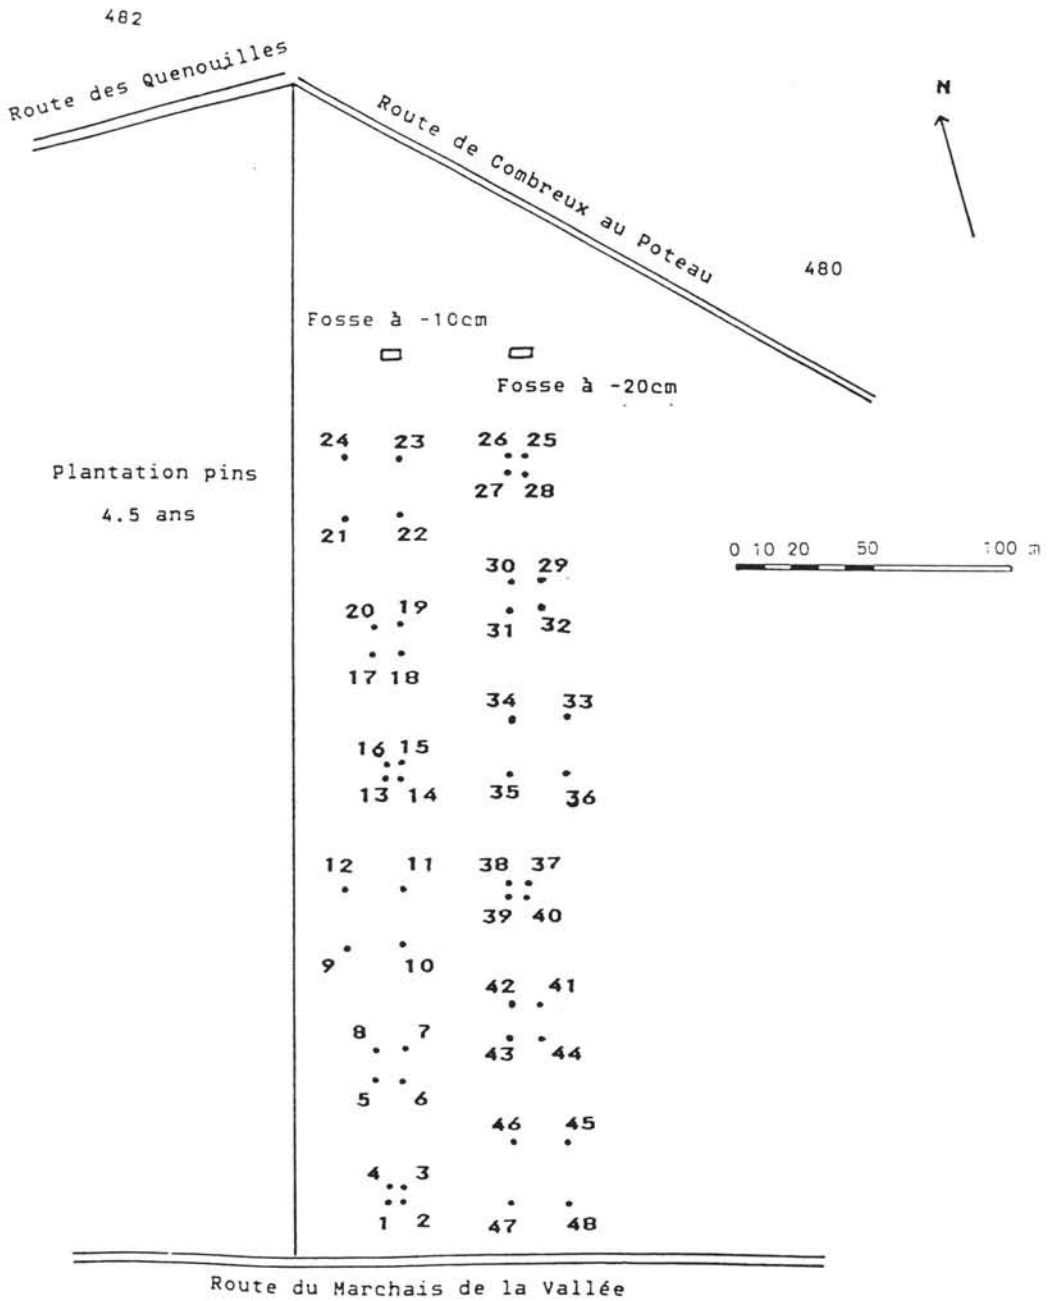 482
Route des Quenouilles
N
Route de Combreux au Poteau
480
Fosse à -10cm
Fosse à -20cm
24 23 26 25
Plantation pins
27 28
4.5 ans
21 22
0 10 20 50 100 m
30 29
20 19
31 32
17 18
34 33
16 15
13 14 35 36
12 11 38 37
39 40
9 10
42 41
8 7
43 44
5 6
46 45
4 3
1 2 47 48
Route du Marchais de la Vallée